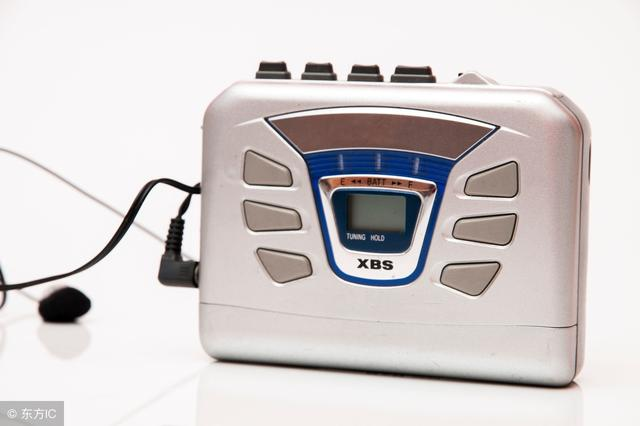 E ◄◄ BATT ►► F
TUNING HOLD
XBS
© 东方IC